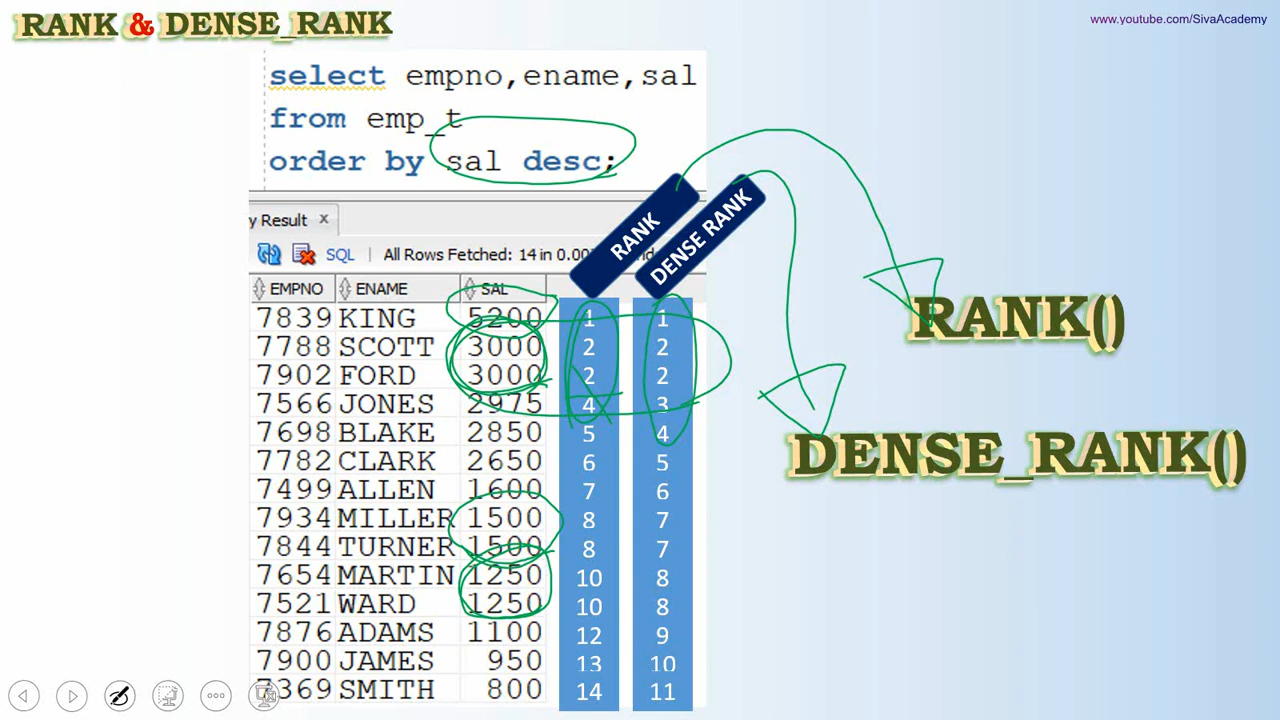 RANK & DENSE_RANK
www.youtube.com/SivaAcademy
select empno,ename,sal
from emp_t
order by sal desc;
y Result x
SQL | All Rows Fetched: 14 in 0.00
RANK
DENSE RANK
EMPNO ENAME SAL
7839 KING 5200 1 1
7788 SCOTT 3000 2 2
7902 FORD 3000 2 2
7566 JONES 2975 4 3
7698 BLAKE 2850 5 4
7782 CLARK 2650 6 5
7499 ALLEN 1600 7 6
7934 MILLER 1500 8 7
7844 TURNER 1500 8 7
7654 MARTIN 1250 10 8
7521 WARD 1250 10 8
7876 ADAMS 1100 12 9
7900 JAMES 950 13 10
7369 SMITH 800 14 11
RANK()
DENSE_RANK()